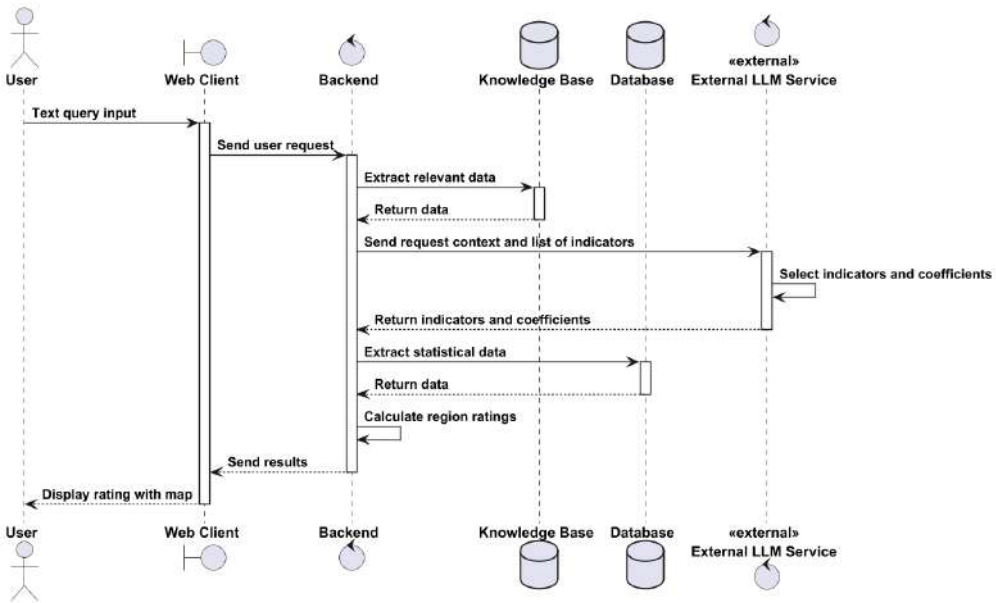 «external»
User
Web Client
Backend
Knowledge Base
Database
External LLM Service
Text query input
Send user request
Extract relevant data
Return data
Send request context and list of indicators
Select indicators and coefficients
Return indicators and coefficients
Extract statistical data
Return data
Calculate region ratings
Send results
Display rating with map
User
Web Client
Backend
Knowledge Base
Database
«external»
External LLM Service